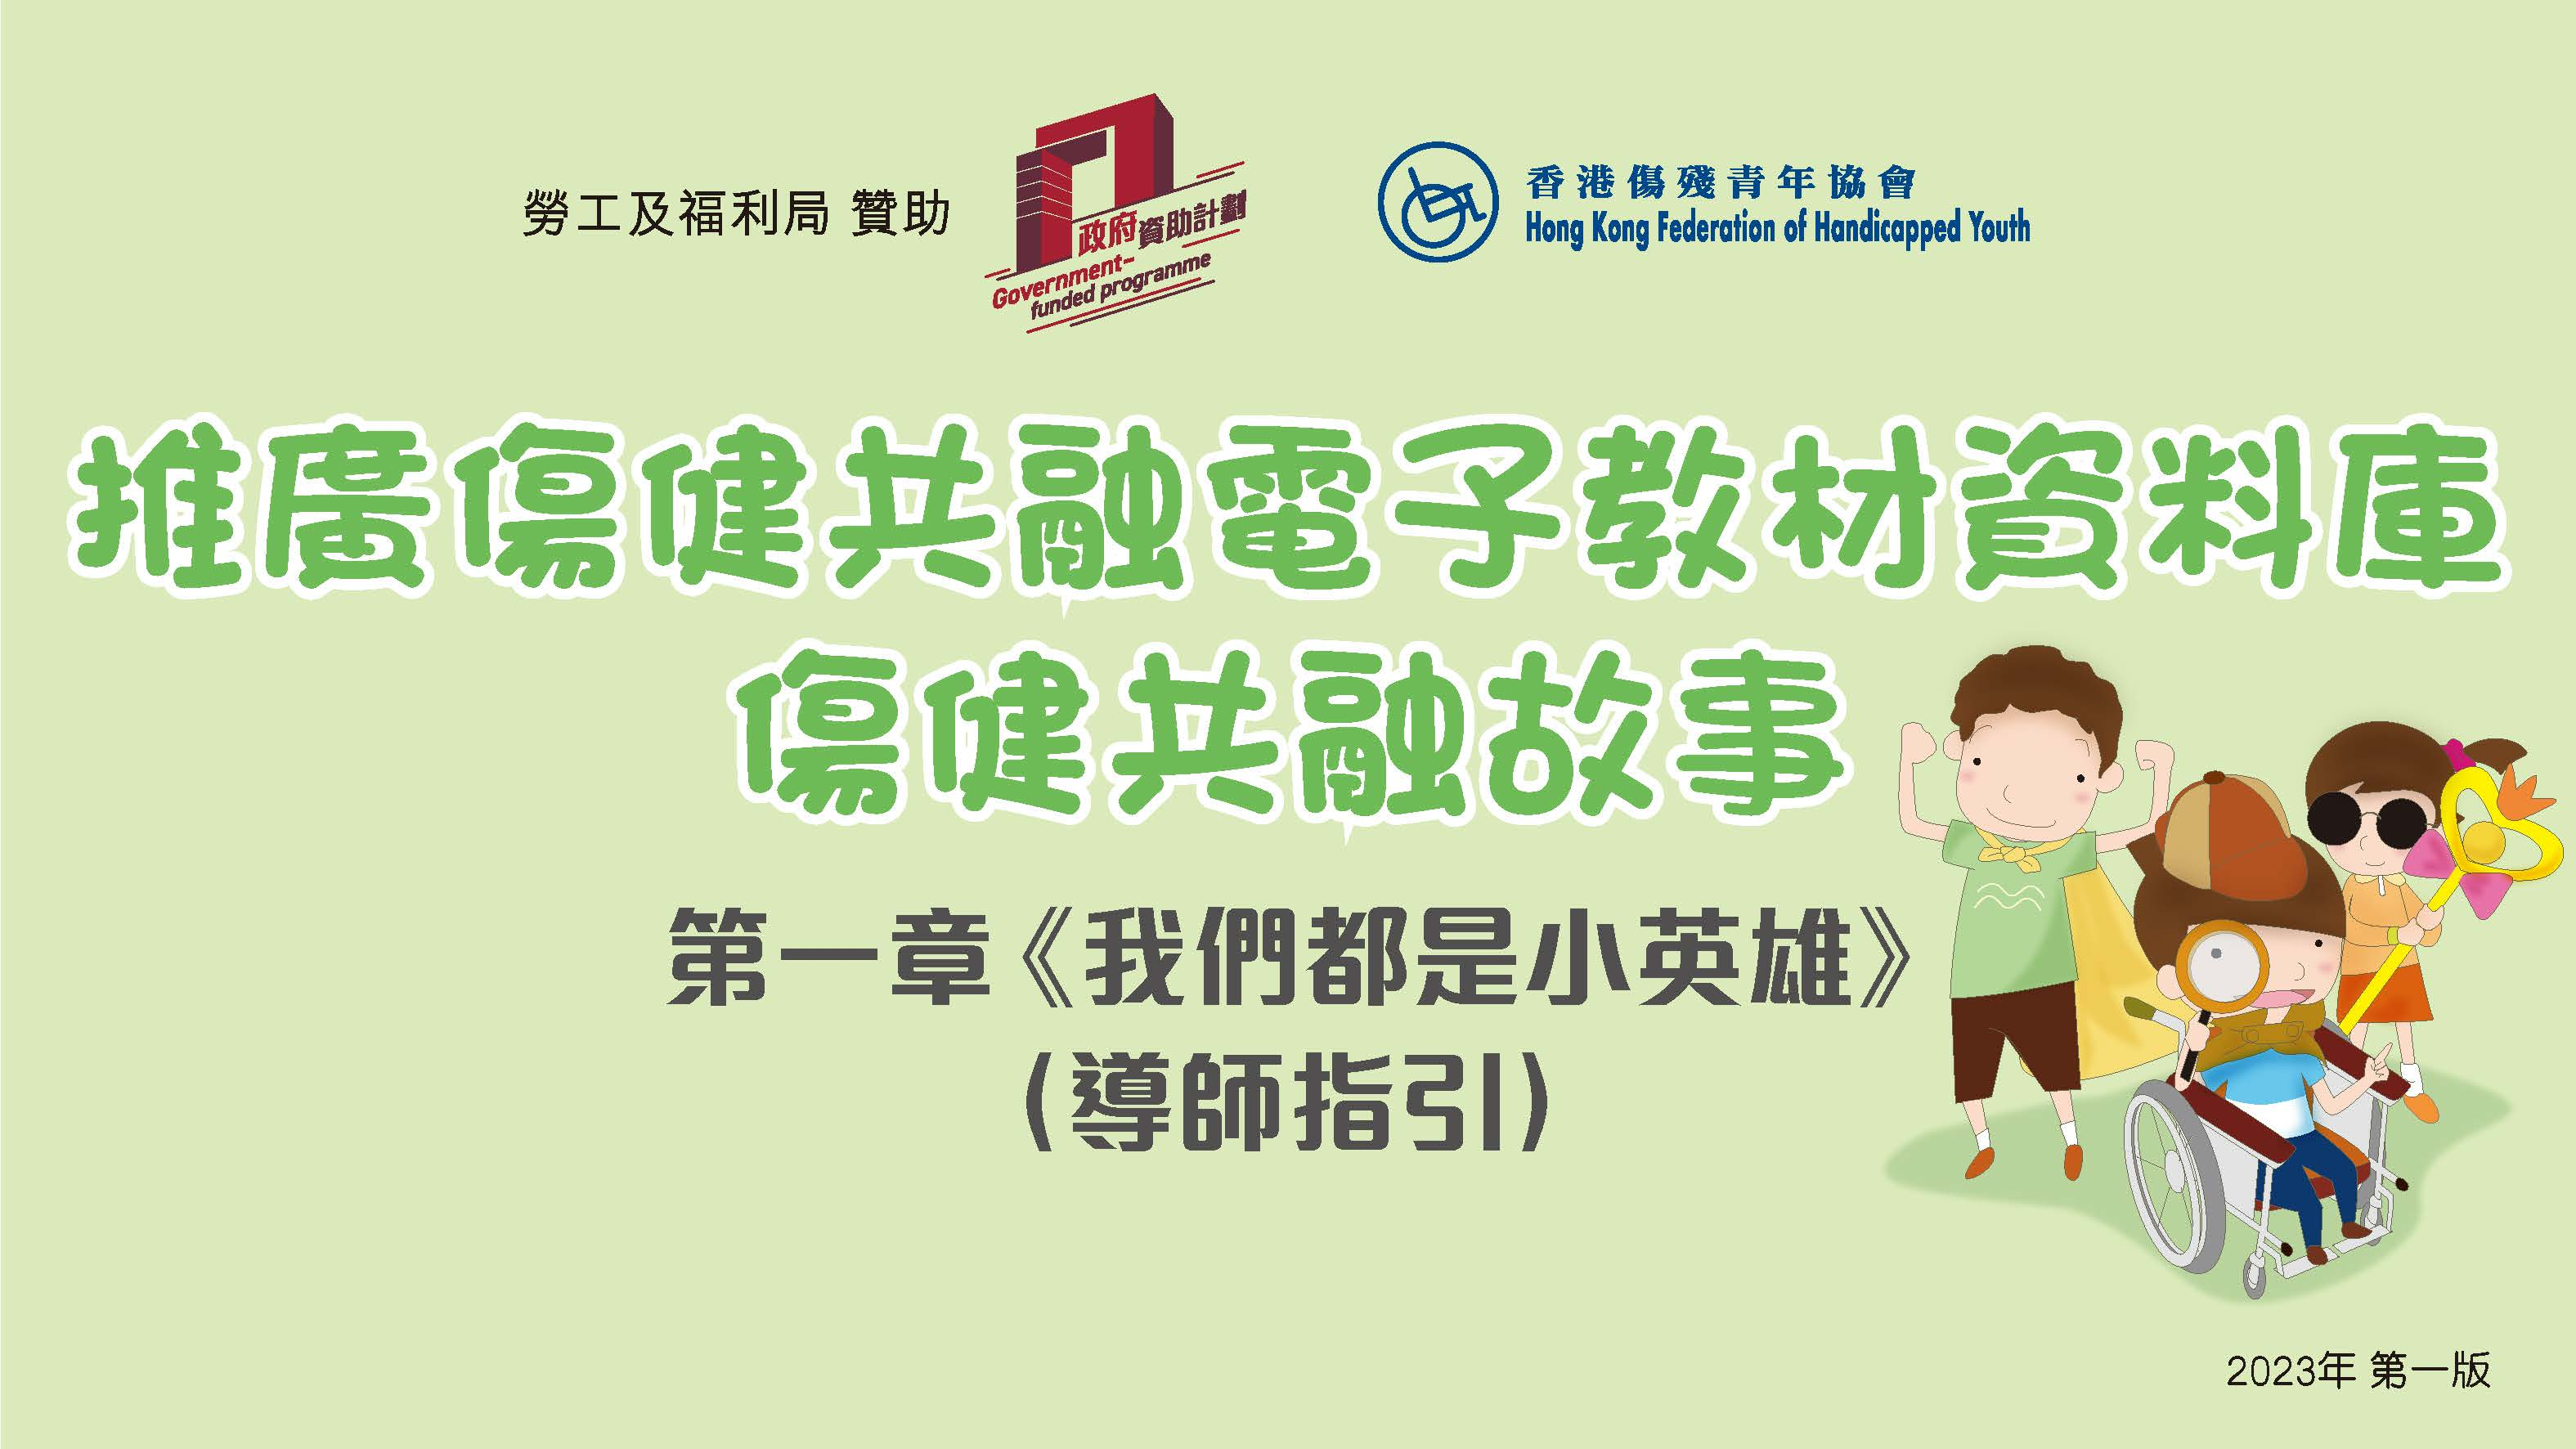 勞工及福利局 贊助
政府資助計劃
Government-
funded programme
香港傷殘青年協會
Hong Kong Federation of Handicapped Youth
推廣傷健共融電子教材資料庫
傷健共融故事
第一章《我們都是小英雄》
(導師指引)
2023年 第一版